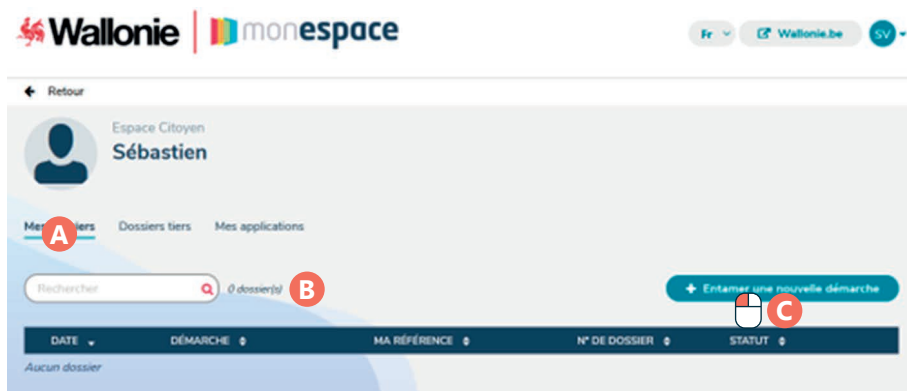 Wallonie monespace
Fr Wallonie.be SV
Retour
Espace Citoyen
Sébastien
A Dossiers tiers Mes applications
Rechercher 0 dossier(s) B
+ Entamer une nouvelle démarche
C
DATE DÉMARCHE MA RÉFÉRENCE N° DE DOSSIER STATUT
Aucun dossier